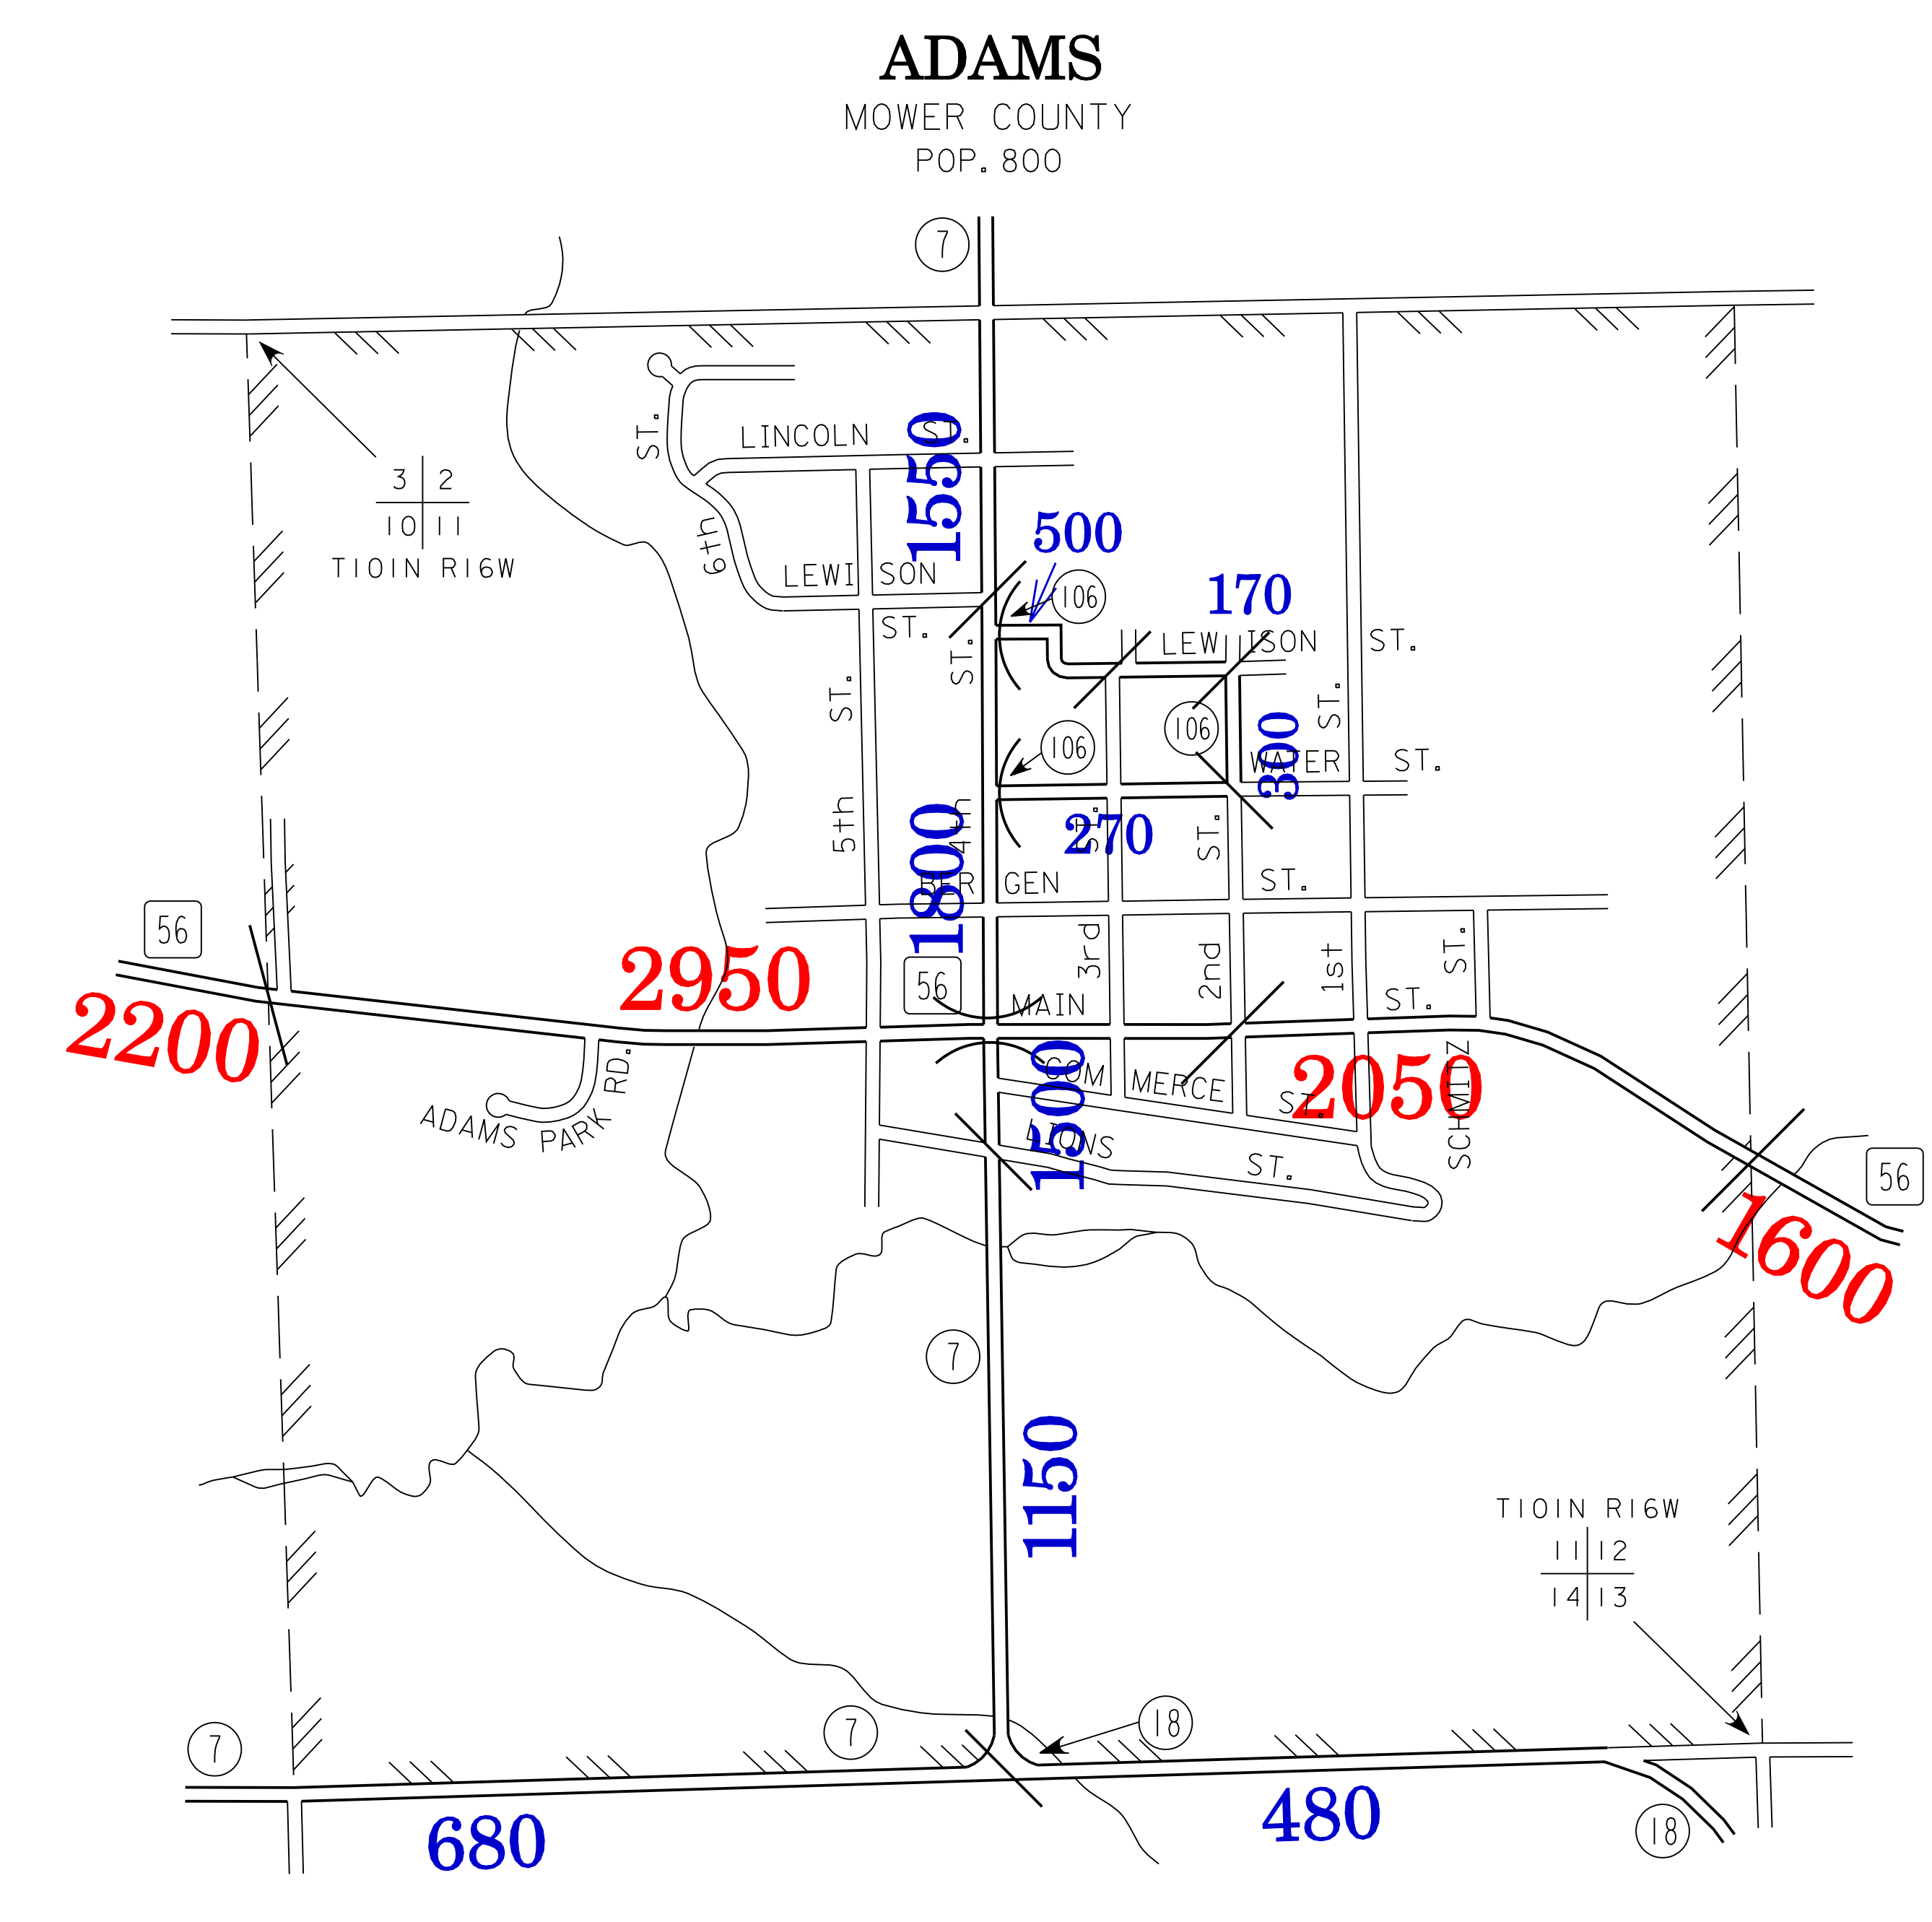 ADAMS
MOWER COUNTY
POP. 800
7
ST.
LINCOLN ST.
1550
3 2
10 11
T101N R16W
6th
500
LEWISON
106
170
ST.
ST.
LEWISON ST.
ST.
ST.
106
106
300
WATER ST.
5th
4th
1800
270
ST.
ST.
BERGEN ST.
56
2950
56
3rd
2nd
1st
ST.
MAIN ST.
2200
ADAMS PARK RD.
1500
COMMERCE ST.
2050
SCHMITZ
LIONS ST.
56
1600
7
1150
T101N R16W
11 12
14 13
7
7
18
680
480
18